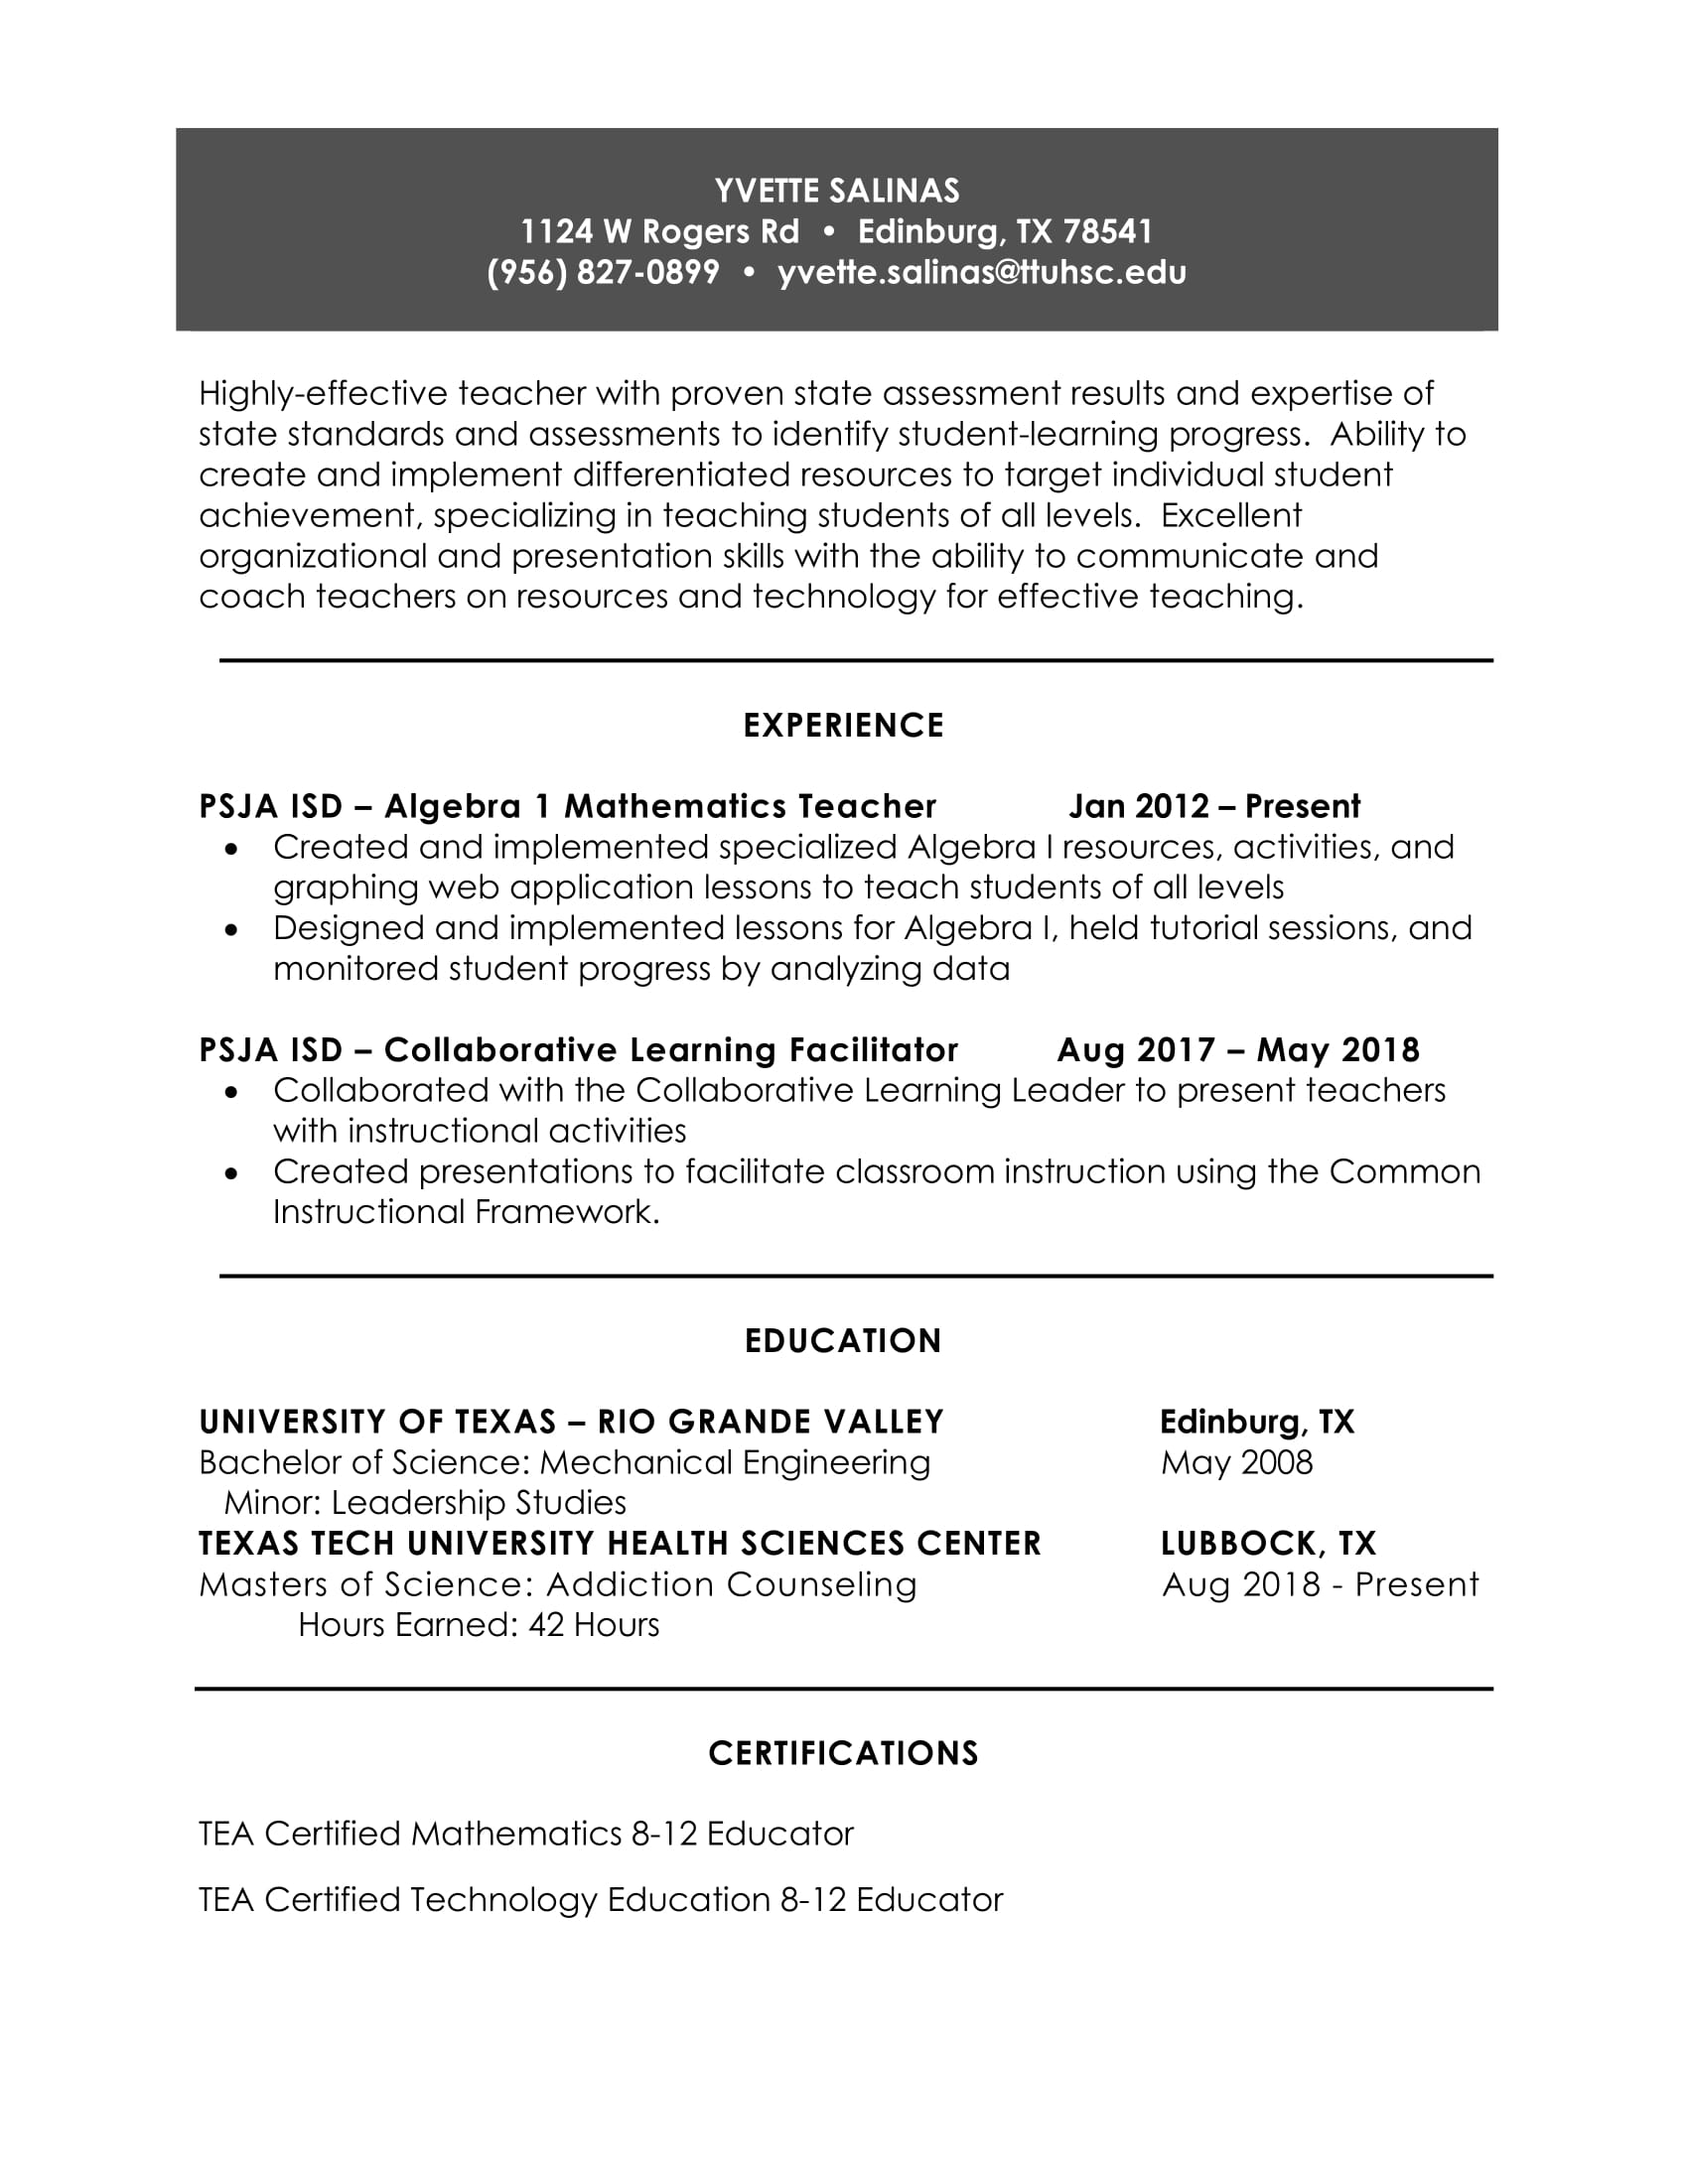 YVETTE SALINAS
1124 W Rogers Rd • Edinburg, TX 78541
(956) 827-0899 • yvette.salinas@ttuhsc.edu
Highly-effective teacher with proven state assessment results and expertise of
state standards and assessments to identify student-learning progress.  Ability to
create and implement differentiated resources to target individual student
achievement, specializing in teaching students of all levels.  Excellent
organizational and presentation skills with the ability to communicate and
coach teachers on resources and technology for effective teaching.
EXPERIENCE
PSJA ISD – Algebra 1 Mathematics Teacher Jan 2012 – Present
• Created and implemented specialized Algebra I resources, activities, and
graphing web application lessons to teach students of all levels
• Designed and implemented lessons for Algebra I, held tutorial sessions, and
monitored student progress by analyzing data
PSJA ISD – Collaborative Learning Facilitator Aug 2017 – May 2018
• Collaborated with the Collaborative Learning Leader to present teachers
with instructional activities
• Created presentations to facilitate classroom instruction using the Common
Instructional Framework.
EDUCATION
UNIVERSITY OF TEXAS – RIO GRANDE VALLEY Edinburg, TX
Bachelor of Science: Mechanical Engineering May 2008
Minor: Leadership Studies
TEXAS TECH UNIVERSITY HEALTH SCIENCES CENTER LUBBOCK, TX
Masters of Science: Addiction Counseling Aug 2018 - Present
Hours Earned: 42 Hours
CERTIFICATIONS
TEA Certified Mathematics 8-12 Educator
TEA Certified Technology Education 8-12 Educator